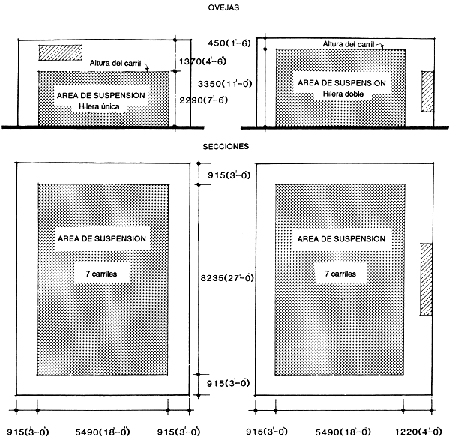 OVEJAS
450(1'-6)
Altura del carril
Altura del carril
1370(4'-6)
3350(11'-0)
AREA DE SUSPENSION
Hilera única
2290(7'-6)
AREA DE SUSPENSION
Hilera doble
SECCIONES
915(3'-0)
AREA DE SUSPENSION
AREA DE SUSPENSION
7 carriles
8235(27'-0)
7 carriles
915(3-0)
915(3'-0) 5490(18'-0) 915(3'-0) 915(3'-0) 5490(18'-0) 1220(4'-0)